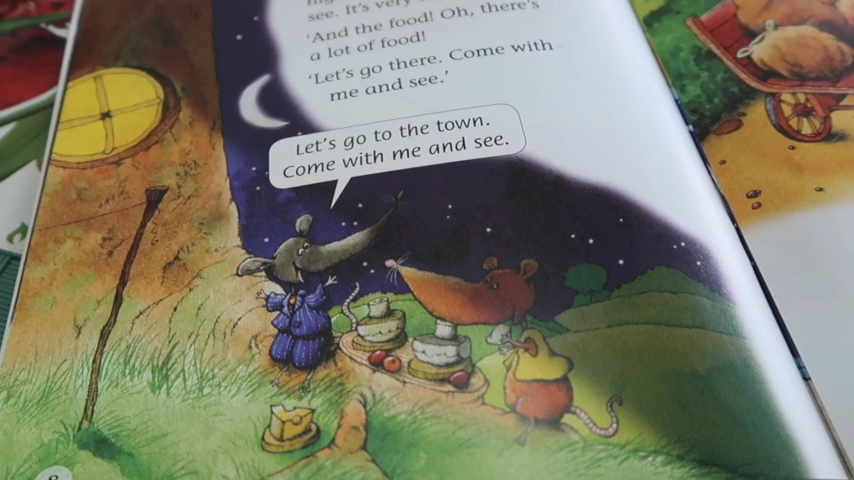 see. It's very
'And the food! Oh, there's
a lot of food!
'Let's go there. Come with
me and see.'
Let's go to the town.
Come with me and see.
8